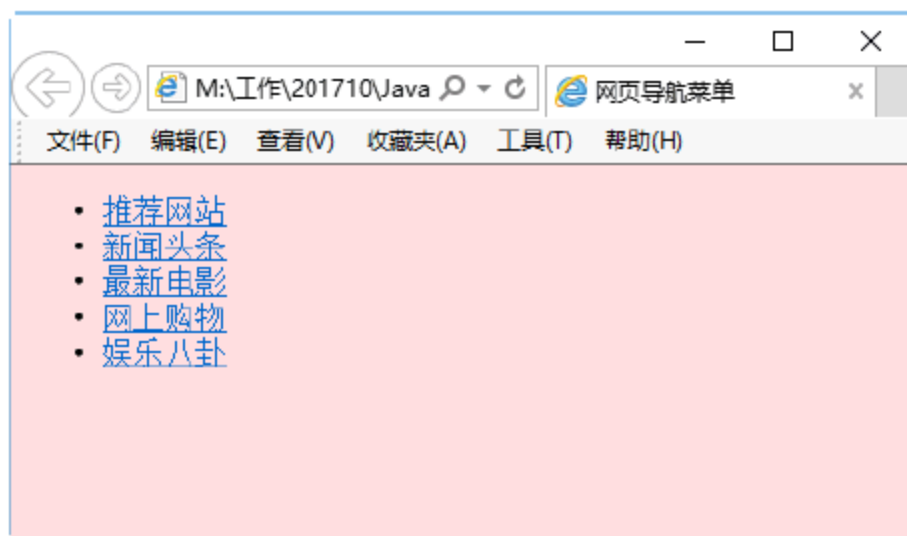 M:\工作\201710\Java
网页导航菜单
文件(F) 编辑(E) 查看(V) 收藏夹(A) 工具(T) 帮助(H)
推荐网站
新闻头条
最新电影
网上购物
娱乐八卦